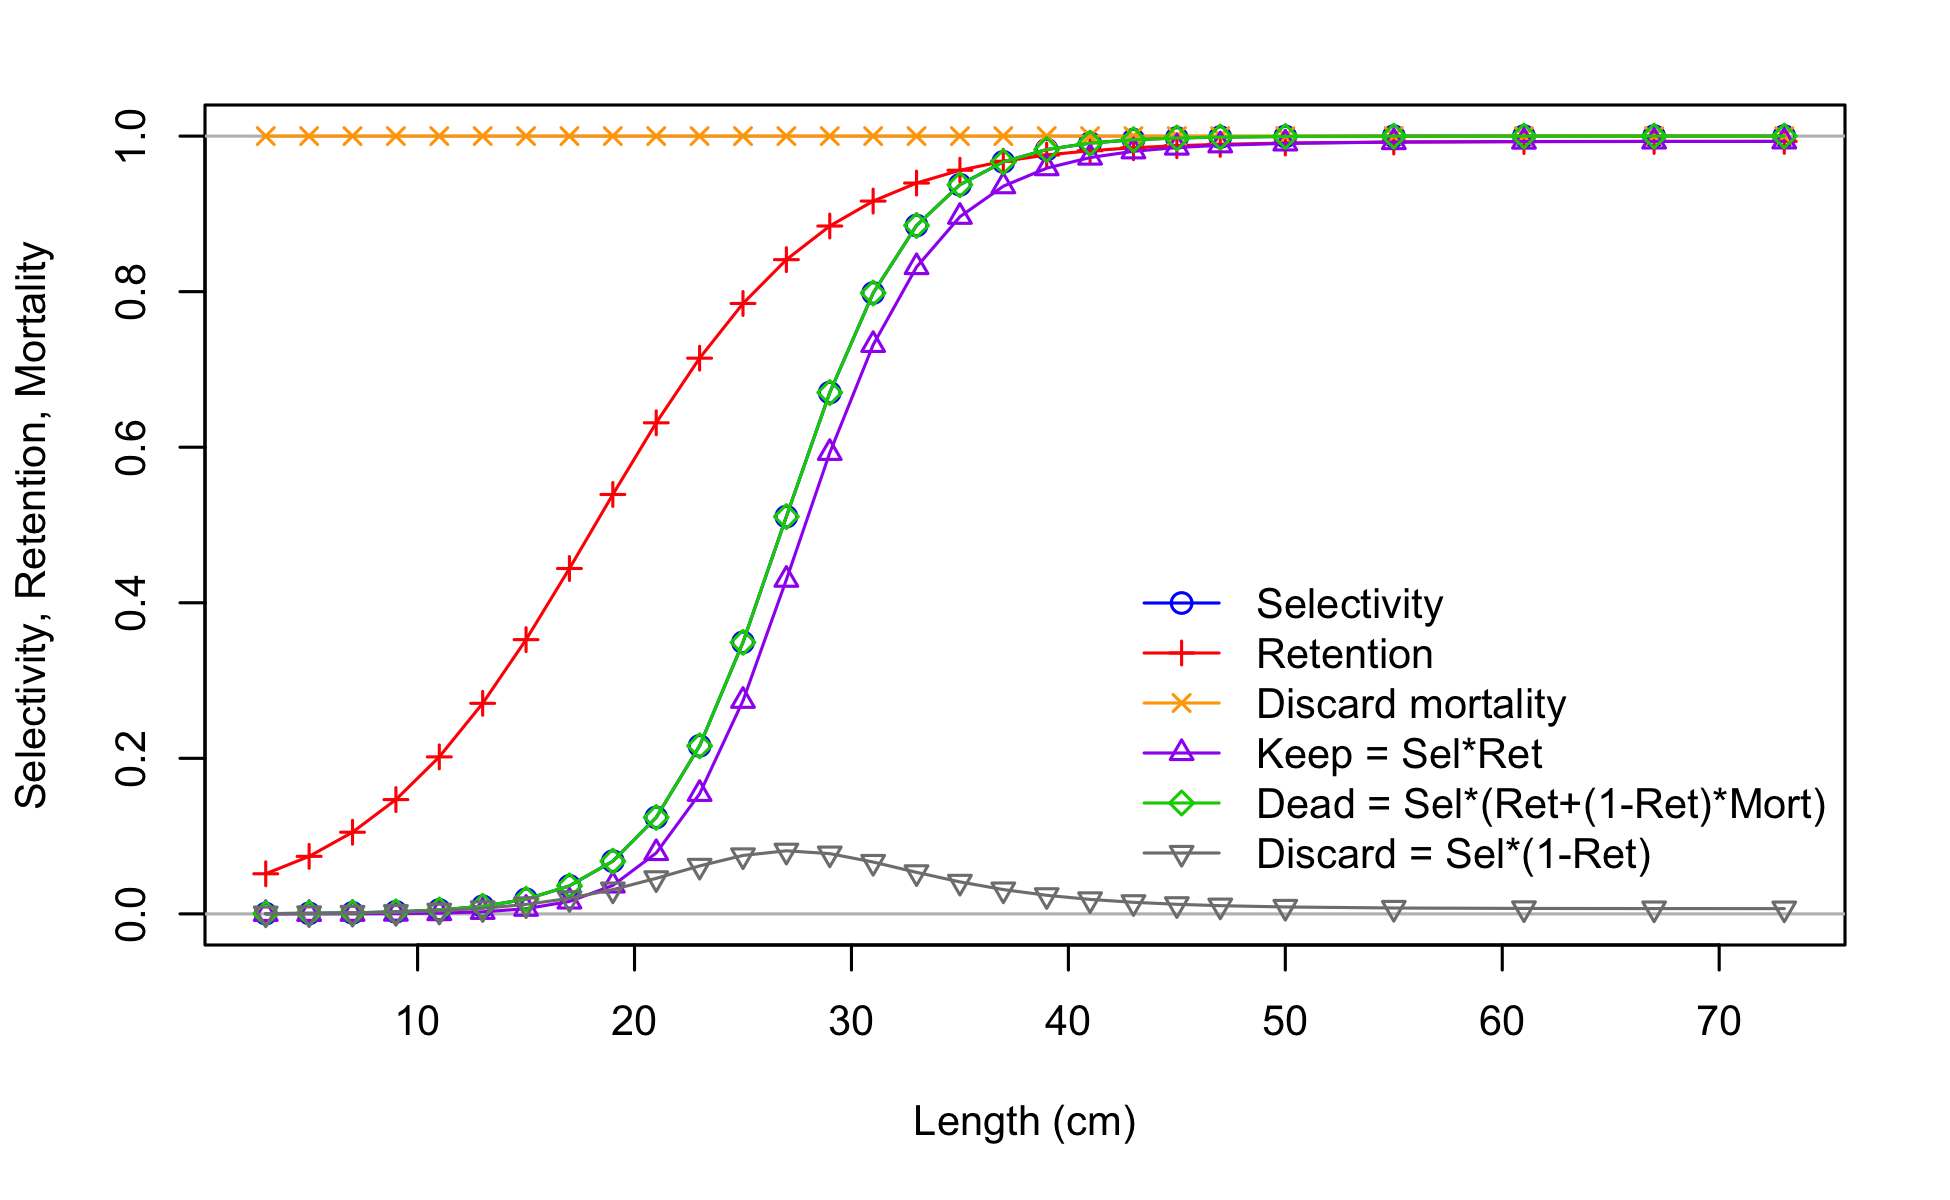 Selectivity, Retention, Mortality
1.0
0.8
0.6
0.4
0.2
0.0
Selectivity
Retention
Discard mortality
Keep = Sel*Ret
Dead = Sel*(Ret+(1-Ret)*Mort)
Discard = Sel*(1-Ret)
10 20 30 40 50 60 70
Length (cm)